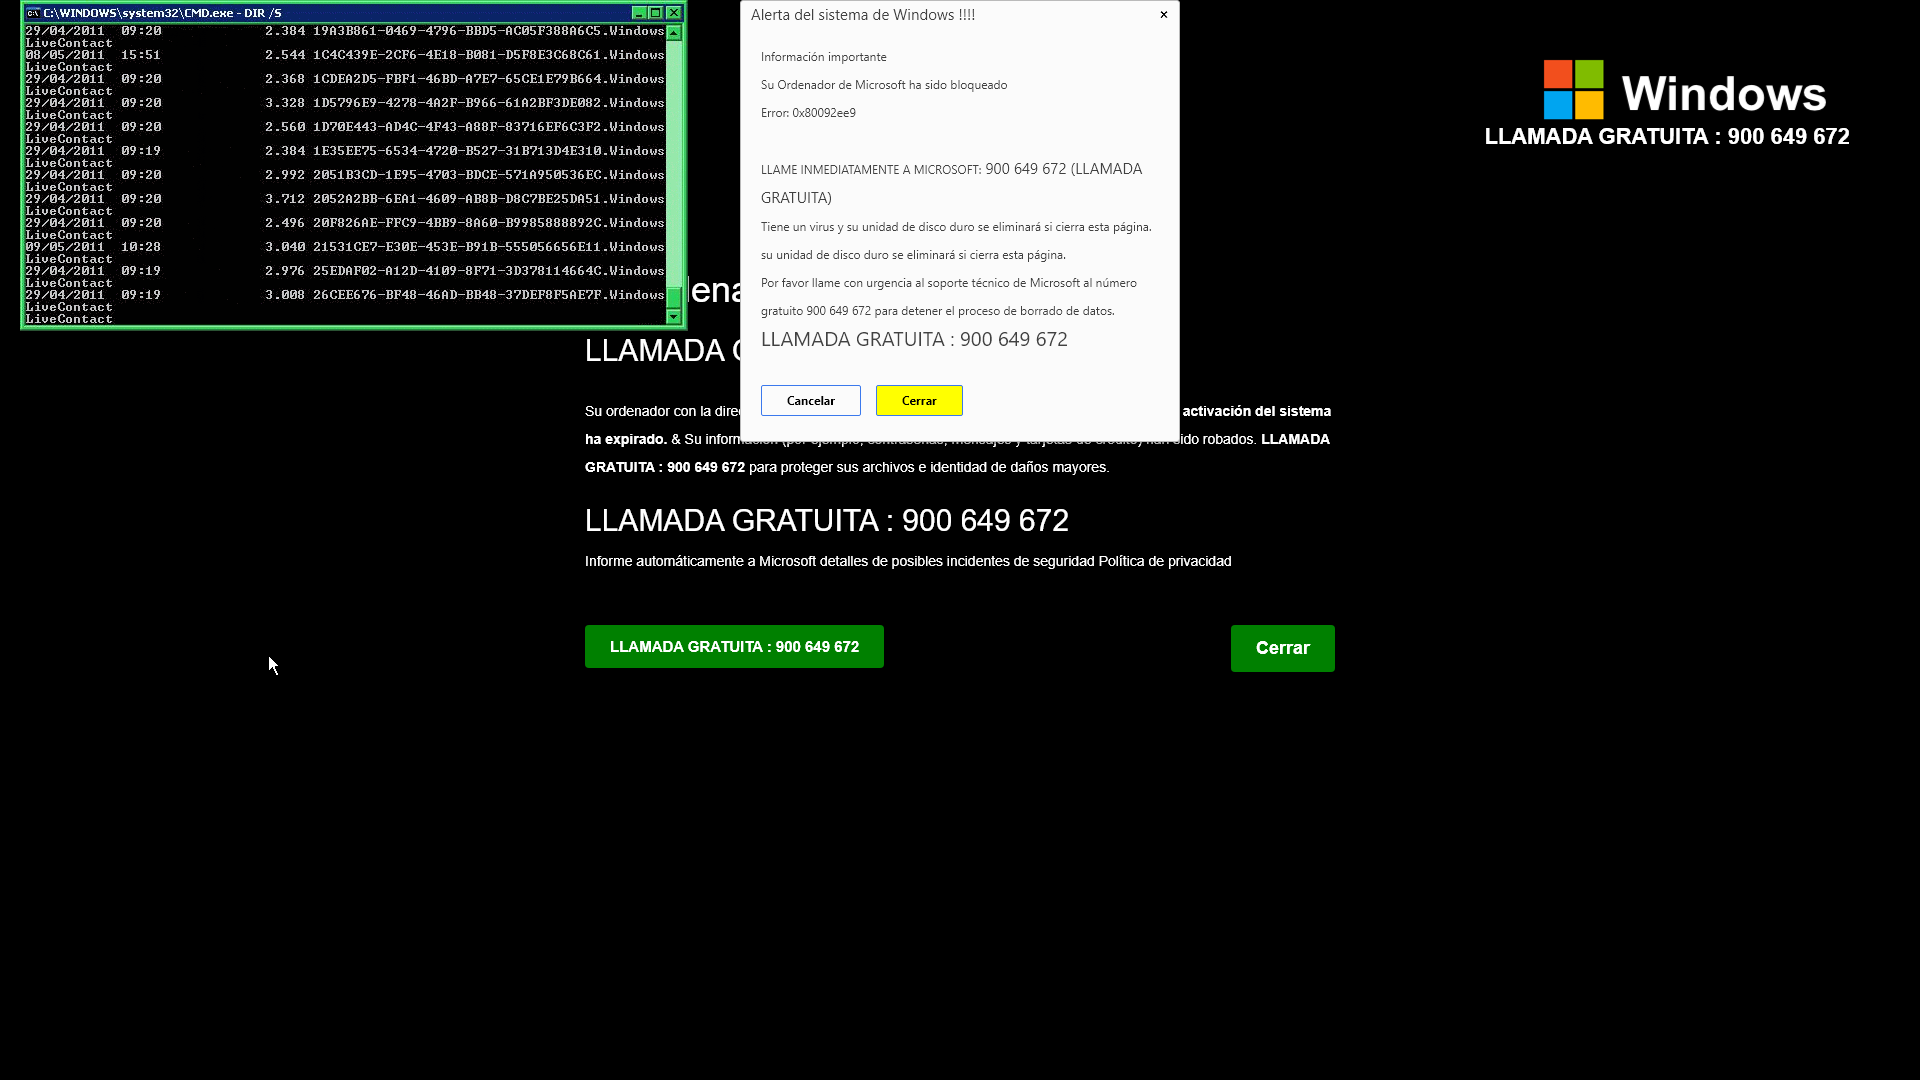 C:\WINDOWS\system32\CMD.exe - DIR /S
29/04/2011  09:20             2.384 19A3B861-0469-4796-BBD5-AC05F388A6C5.Windows
LiveContact
08/05/2011  15:51             2.544 1C4C439E-2CF6-4E18-B081-D5F8E3C68C61.Windows
LiveContact
29/04/2011  09:20             2.368 1CDEA2D5-FBF1-46BD-A7E7-65CE1E79B664.Windows
LiveContact
29/04/2011  09:20             3.328 1D5796E9-4278-4A2F-B966-61A2BF3DE082.Windows
LiveContact
29/04/2011  09:20             2.560 1D70E443-AD4C-4F43-A88F-83716EF6C3F2.Windows
LiveContact
29/04/2011  09:19             2.384 1E35EE75-6534-4720-B527-31B713D4E310.Windows
LiveContact
29/04/2011  09:20             2.992 2051B3CD-1E95-4703-BDCE-571A950536EC.Windows
LiveContact
29/04/2011  09:20             3.712 2052A2BB-6EA1-4609-AB8B-D8C7BE25DA51.Windows
LiveContact
29/04/2011  09:20             2.496 20F826AE-FFC9-4BB9-8A60-B9985888892C.Windows
LiveContact
09/05/2011  10:28             3.040 21531CE7-E30E-453E-B91B-555056656E11.Windows
LiveContact
29/04/2011  09:19             2.976 25EDAF02-A12D-4109-8F71-3D378114664C.Windows
LiveContact
29/04/2011  09:19             3.008 26CEE676-BF48-46AD-BB48-37DEF8F5AE7F.Windows
LiveContact
LiveContact
Alerta del sistema de Windows !!!!
Información importante
Su Ordenador de Microsoft ha sido bloqueado
Error: 0x80092ee9
LLAME INMEDIATAMENTE A MICROSOFT: 900 649 672 (LLAMADA
GRATUITA)
Tiene un virus y su unidad de disco duro se eliminará si cierra esta página.
su unidad de disco duro se eliminará si cierra esta página.
Por favor llame con urgencia al soporte técnico de Microsoft al número
gratuito 900 649 672 para detener el proceso de borrado de datos.
LLAMADA GRATUITA : 900 649 672
Cancelar
Cerrar
Windows
LLAMADA GRATUITA : 900 649 672
LLAMADA
Su ordenador con la activación del sistema
ha expirado. & Su sido robados. LLAMADA
GRATUITA : 900 649 672 para proteger sus archivos e identidad de daños mayores.
LLAMADA GRATUITA : 900 649 672
Informe automáticamente a Microsoft detalles de posibles incidentes de seguridad Política de privacidad
LLAMADA GRATUITA : 900 649 672
Cerrar